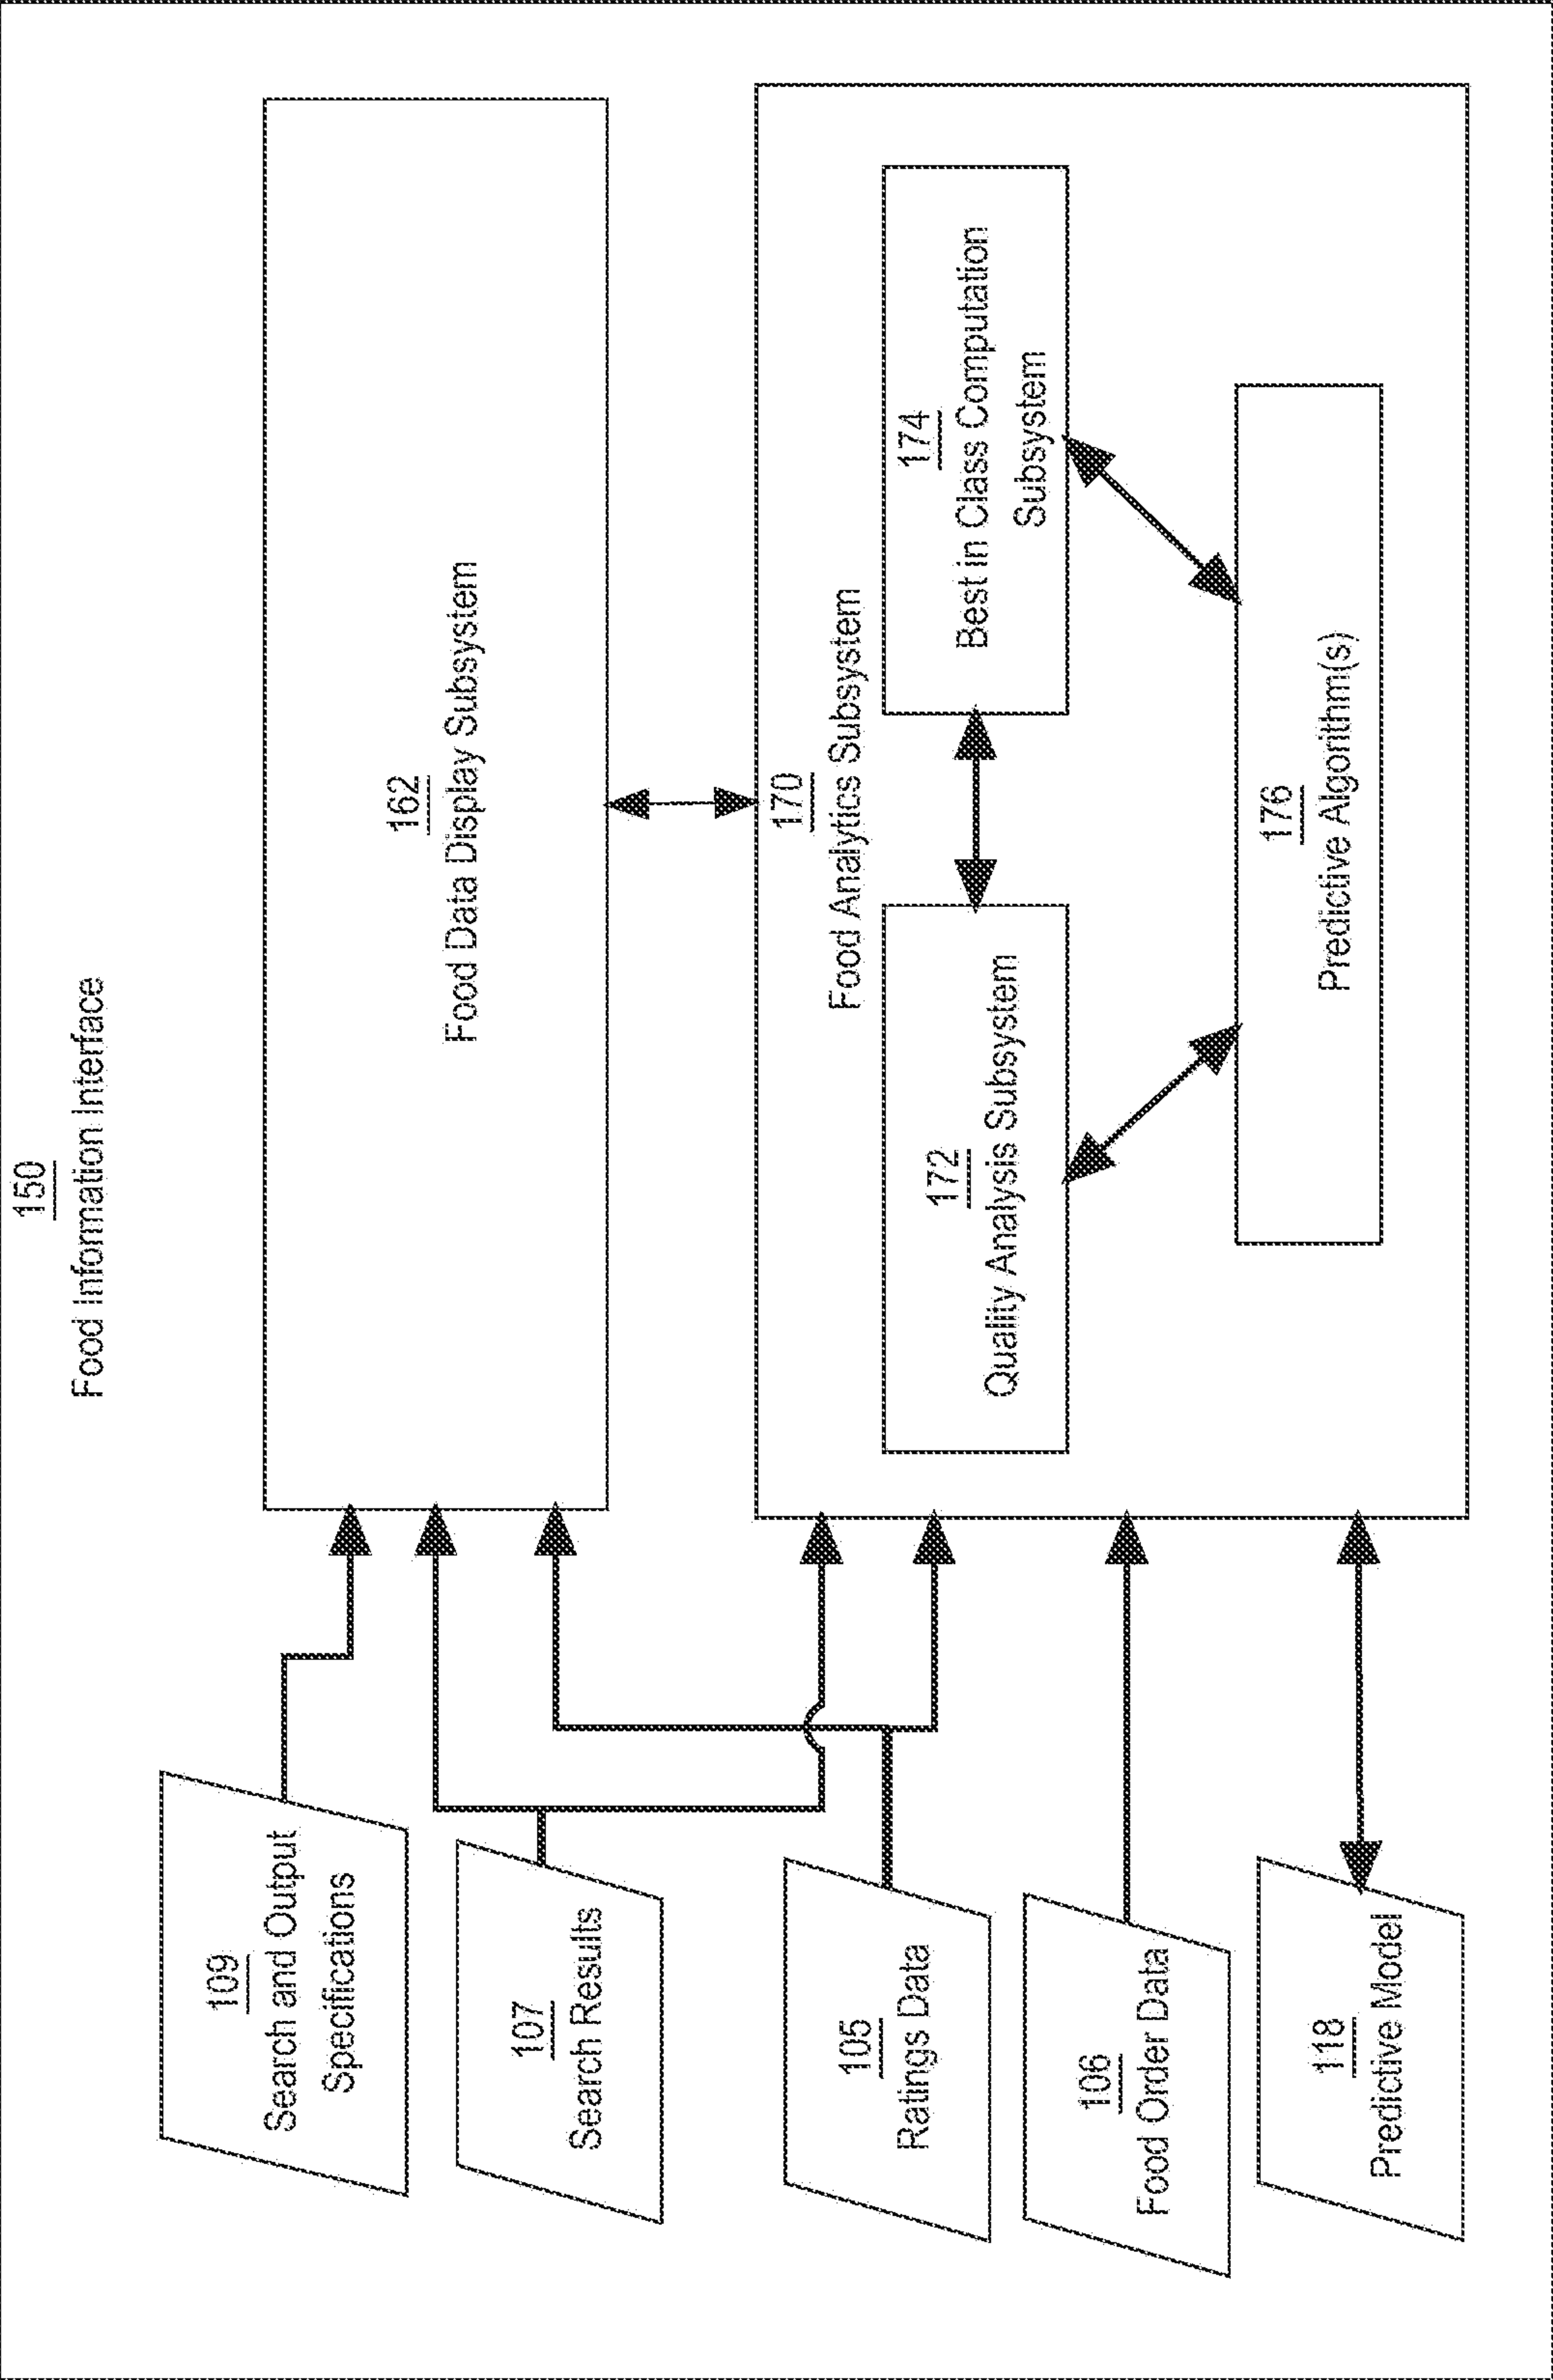 150
Food Information Interface
109
Search and Output
Specifications
107
Search Results
105
Ratings Data
106
Food Order Data
118
Predictive Model
162
Food Data Display Subsystem
170
Food Analytics Subsystem
172
Quality Analysis Subsystem
174
Best in Class Computation
Subsystem
176
Predictive Algorithm(s)